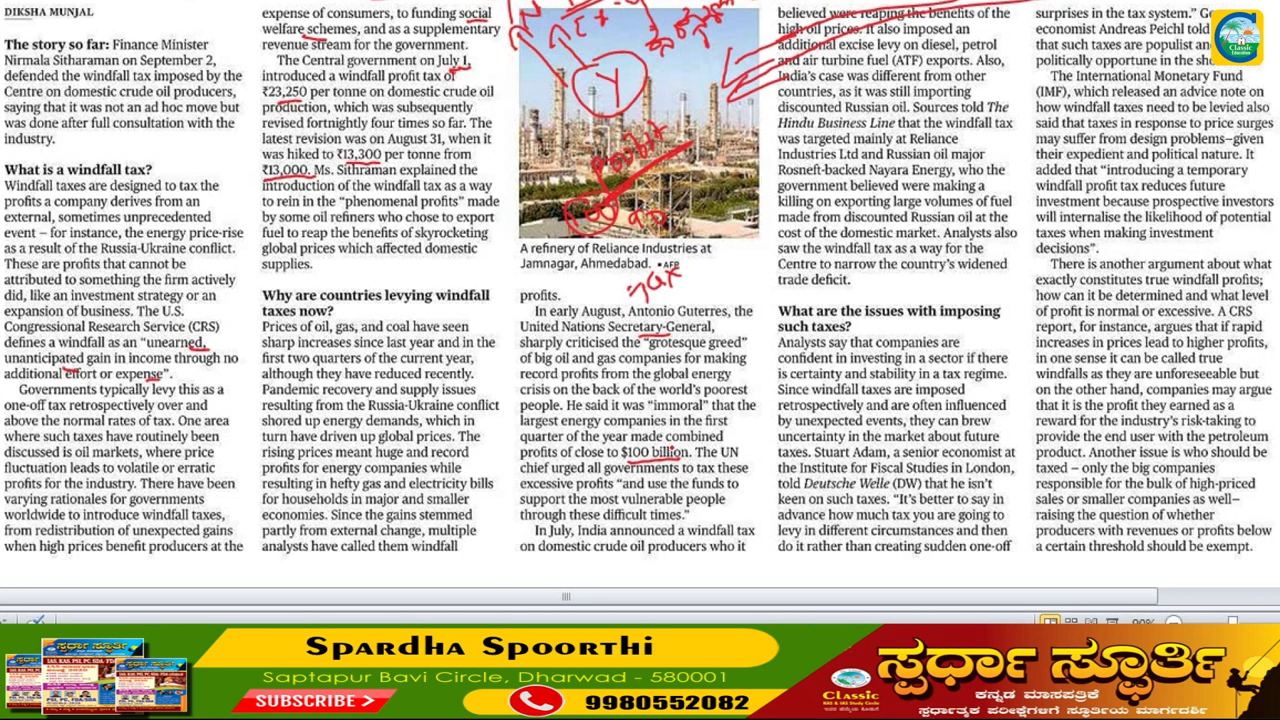 DIKSHA MUNJAL
The story so far: Finance Minister
Nirmala Sitharaman on September 2,
defended the windfall tax imposed by the
Centre on domestic crude oil producers,
saying that it was not an ad hoc move but
was done after full consultation with the
industry.
What is a windfall tax?
Windfall taxes are designed to tax the
profits a company derives from an
external, sometimes unprecedented
event – for instance, the energy price-rise
as a result of the Russia-Ukraine conflict.
These are profits that cannot be
attributed to something the firm actively
did, like an investment strategy or an
expansion of business. The U.S.
Congressional Research Service (CRS)
defines a windfall as an “unearned,
unanticipated gain in income through no
additional effort or expense”.
Governments typically levy this as a
one-off tax retrospectively over and
above the normal rates of tax. One area
where such taxes have routinely been
discussed is oil markets, where price
fluctuation leads to volatile or erratic
profits for the industry. There have been
varying rationales for governments
worldwide to introduce windfall taxes,
from redistribution of unexpected gains
when high prices benefit producers at the
expense of consumers, to funding social
welfare schemes, and as a supplementary
revenue stream for the government.
The Central government on July 1,
introduced a windfall profit tax of
₹23,250 per tonne on domestic crude oil
production, which was subsequently
revised fortnightly four times so far. The
latest revision was on August 31, when it
was hiked to ₹13,300 per tonne from
₹13,000. Ms. Sithraman explained the
introduction of the windfall tax as a way
to rein in the “phenomenal profits” made
by some oil refiners who chose to export
fuel to reap the benefits of skyrocketing
global prices which affected domestic
supplies.
Why are countries levying windfall
taxes now?
Prices of oil, gas, and coal have seen
sharp increases since last year and in the
first two quarters of the current year,
although they have reduced recently.
Pandemic recovery and supply issues
resulting from the Russia-Ukraine conflict
shored up energy demands, which in
turn have driven up global prices. The
rising prices meant huge and record
profits for energy companies while
resulting in hefty gas and electricity bills
for households in major and smaller
economies. Since the gains stemmed
partly from external change, multiple
analysts have called them windfall
Y
profit
A refinery of Reliance Industries at
Jamnagar, Ahmedabad. • AFP
Tax
profits.
In early August, Antonio Guterres, the
United Nations Secretary-General,
sharply criticised the “grotesque greed”
of big oil and gas companies for making
record profits from the global energy
crisis on the back of the world’s poorest
people. He said it was “immoral” that the
largest energy companies in the first
quarter of the year made combined
profits of close to $100 billion. The UN
chief urged all governments to tax these
excessive profits “and use the funds to
support the most vulnerable people
through these difficult times.”
In July, India announced a windfall tax
on domestic crude oil producers who it
believed were reaping the benefits of the
high oil prices. It also imposed an
additional excise levy on diesel, petrol
and air turbine fuel (ATF) exports. Also,
India’s case was different from other
countries, as it was still importing
discounted Russian oil. Sources told The
Hindu Business Line that the windfall tax
was targeted mainly at Reliance
Industries Ltd and Russian oil major
Rosneft-backed Nayara Energy, who the
government believed were making a
killing on exporting large volumes of fuel
made from discounted Russian oil at the
cost of the domestic market. Analysts also
saw the windfall tax as a way for the
Centre to narrow the country’s widened
trade deficit.
What are the issues with imposing
such taxes?
Analysts say that companies are
confident in investing in a sector if there
is certainty and stability in a tax regime.
Since windfall taxes are imposed
retrospectively and are often influenced
by unexpected events, they can brew
uncertainty in the market about future
taxes. Stuart Adam, a senior economist at
the Institute for Fiscal Studies in London,
told Deutsche Welle (DW) that he isn’t
keen on such taxes. “It’s better to say in
advance how much tax you are going to
levy in different circumstances and then
do it rather than creating sudden one-off
surprises in the tax system.” Ge
economist Andreas Peichl told
that such taxes are populist an
politically opportune in the sho
The International Monetary Fund
(IMF), which released an advice note on
how windfall taxes need to be levied also
said that taxes in response to price surges
may suffer from design problems—given
their expedient and political nature. It
added that “introducing a temporary
windfall profit tax reduces future
investment because prospective investors
will internalise the likelihood of potential
taxes when making investment
decisions”.
There is another argument about what
exactly constitutes true windfall profits;
how can it be determined and what level
of profit is normal or excessive. A CRS
report, for instance, argues that if rapid
increases in prices lead to higher profits,
in one sense it can be called true
windfalls as they are unforeseeable but
on the other hand, companies may argue
that it is the profit they earned as a
reward for the industry’s risk-taking to
provide the end user with the petroleum
product. Another issue is who should be
taxed – only the big companies
responsible for the bulk of high-priced
sales or smaller companies as well—
raising the question of whether
producers with revenues or profits below
a certain threshold should be exempt.
Classic
Education
90%
Spardha Spoorthi
Saptapur Bavi Circle, Dharwad - 580001
SUBSCRIBE
9980552082
ಸ್ಪರ್ಧಾ ಸ್ಫೂರ್ತಿ
ಕನ್ನಡ ಮಾಸಪತ್ರಿಕೆ
ಸ್ಪರ್ಧಾತ್ಮಕ ಪರೀಕ್ಷೆಗಳಿಗೆ ಸ್ಫೂರ್ತಿಯ ಮಾರ್ಗದರ್ಶಿ
Classic
KAS & IAS Study Circle